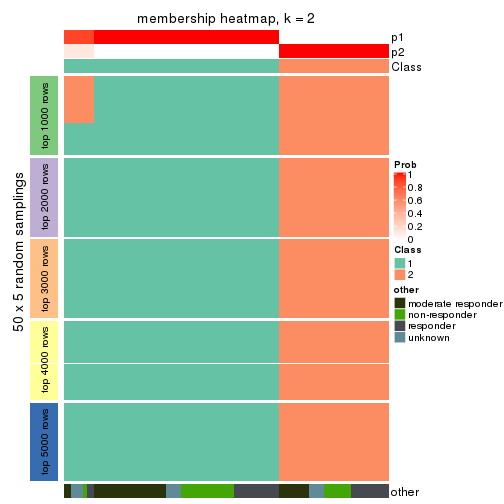 membership heatmap, k = 2
p1
p2
Class
50 x 5 random samplings
top 1000 rows
top 2000 rows
top 3000 rows
top 4000 rows
top 5000 rows
Prob
1
0.8
0.6
0.4
0.2
0
Class
1
2
other
moderate responder
non-responder
responder
unknown
other